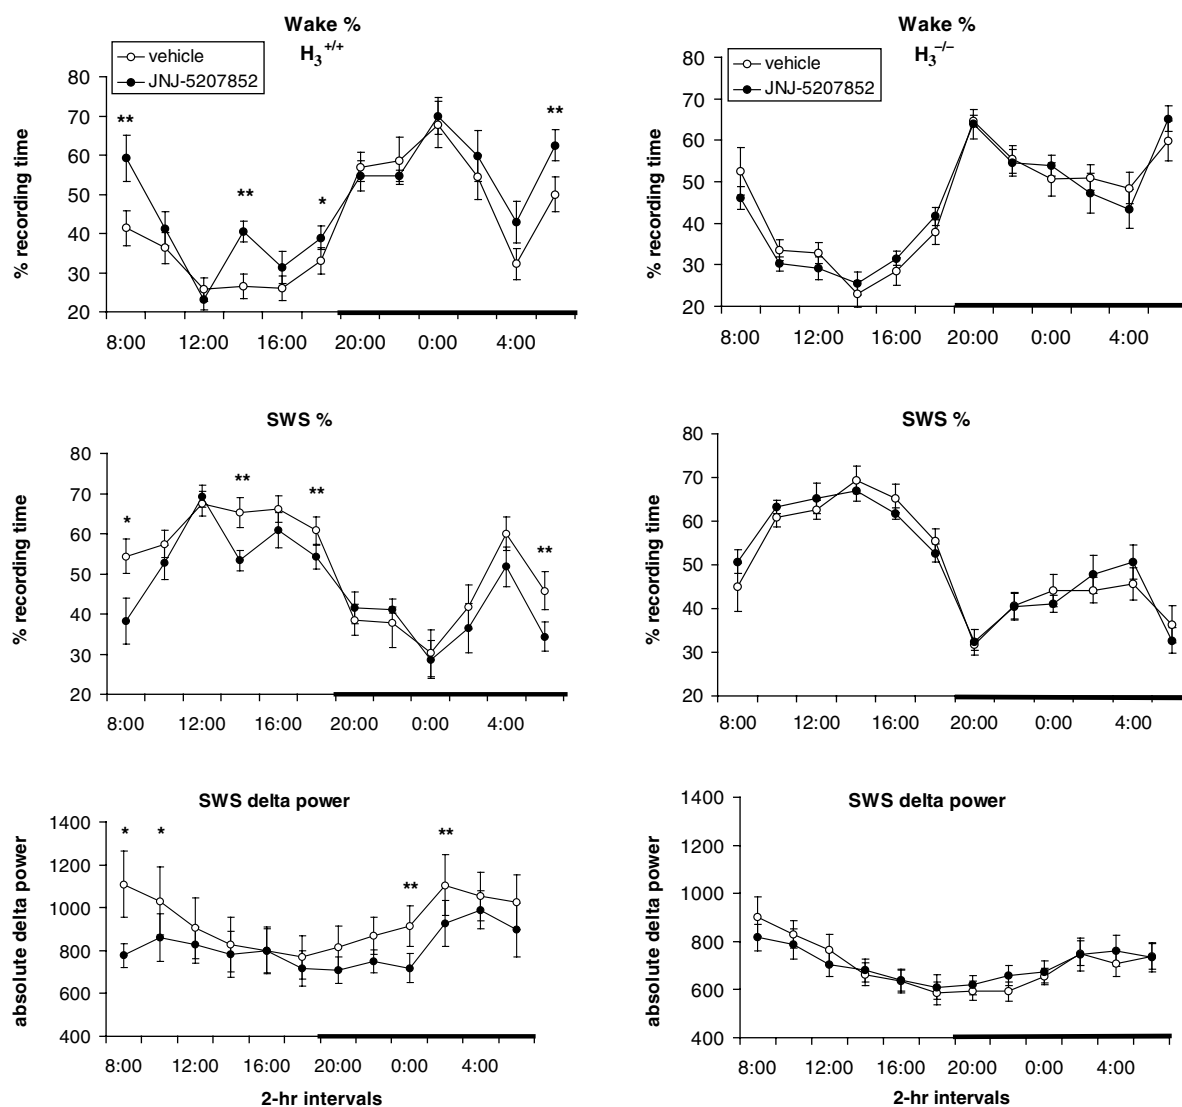 Wake %
H3+/+
vehicle
JNJ-5207852
% recording time
80
70
60
50
40
30
20
**
**
*
**
8:00 12:00 16:00 20:00 0:00 4:00
Wake %
H3−/−
vehicle
JNJ-5207852
% recording time
80
70
60
50
40
30
20
8:00 12:00 16:00 20:00 0:00 4:00
SWS %
% recording time
80
70
60
50
40
30
20
*
**
**
**
8:00 12:00 16:00 20:00 0:00 4:00
SWS %
% recording time
80
70
60
50
40
30
20
8:00 12:00 16:00 20:00 0:00 4:00
SWS delta power
absolute delta power
1400
1200
1000
800
600
400
*
*
**
**
8:00 12:00 16:00 20:00 0:00 4:00
2-hr intervals
SWS delta power
absolute delta power
1400
1200
1000
800
600
400
8:00 12:00 16:00 20:00 0:00 4:00
2-hr intervals